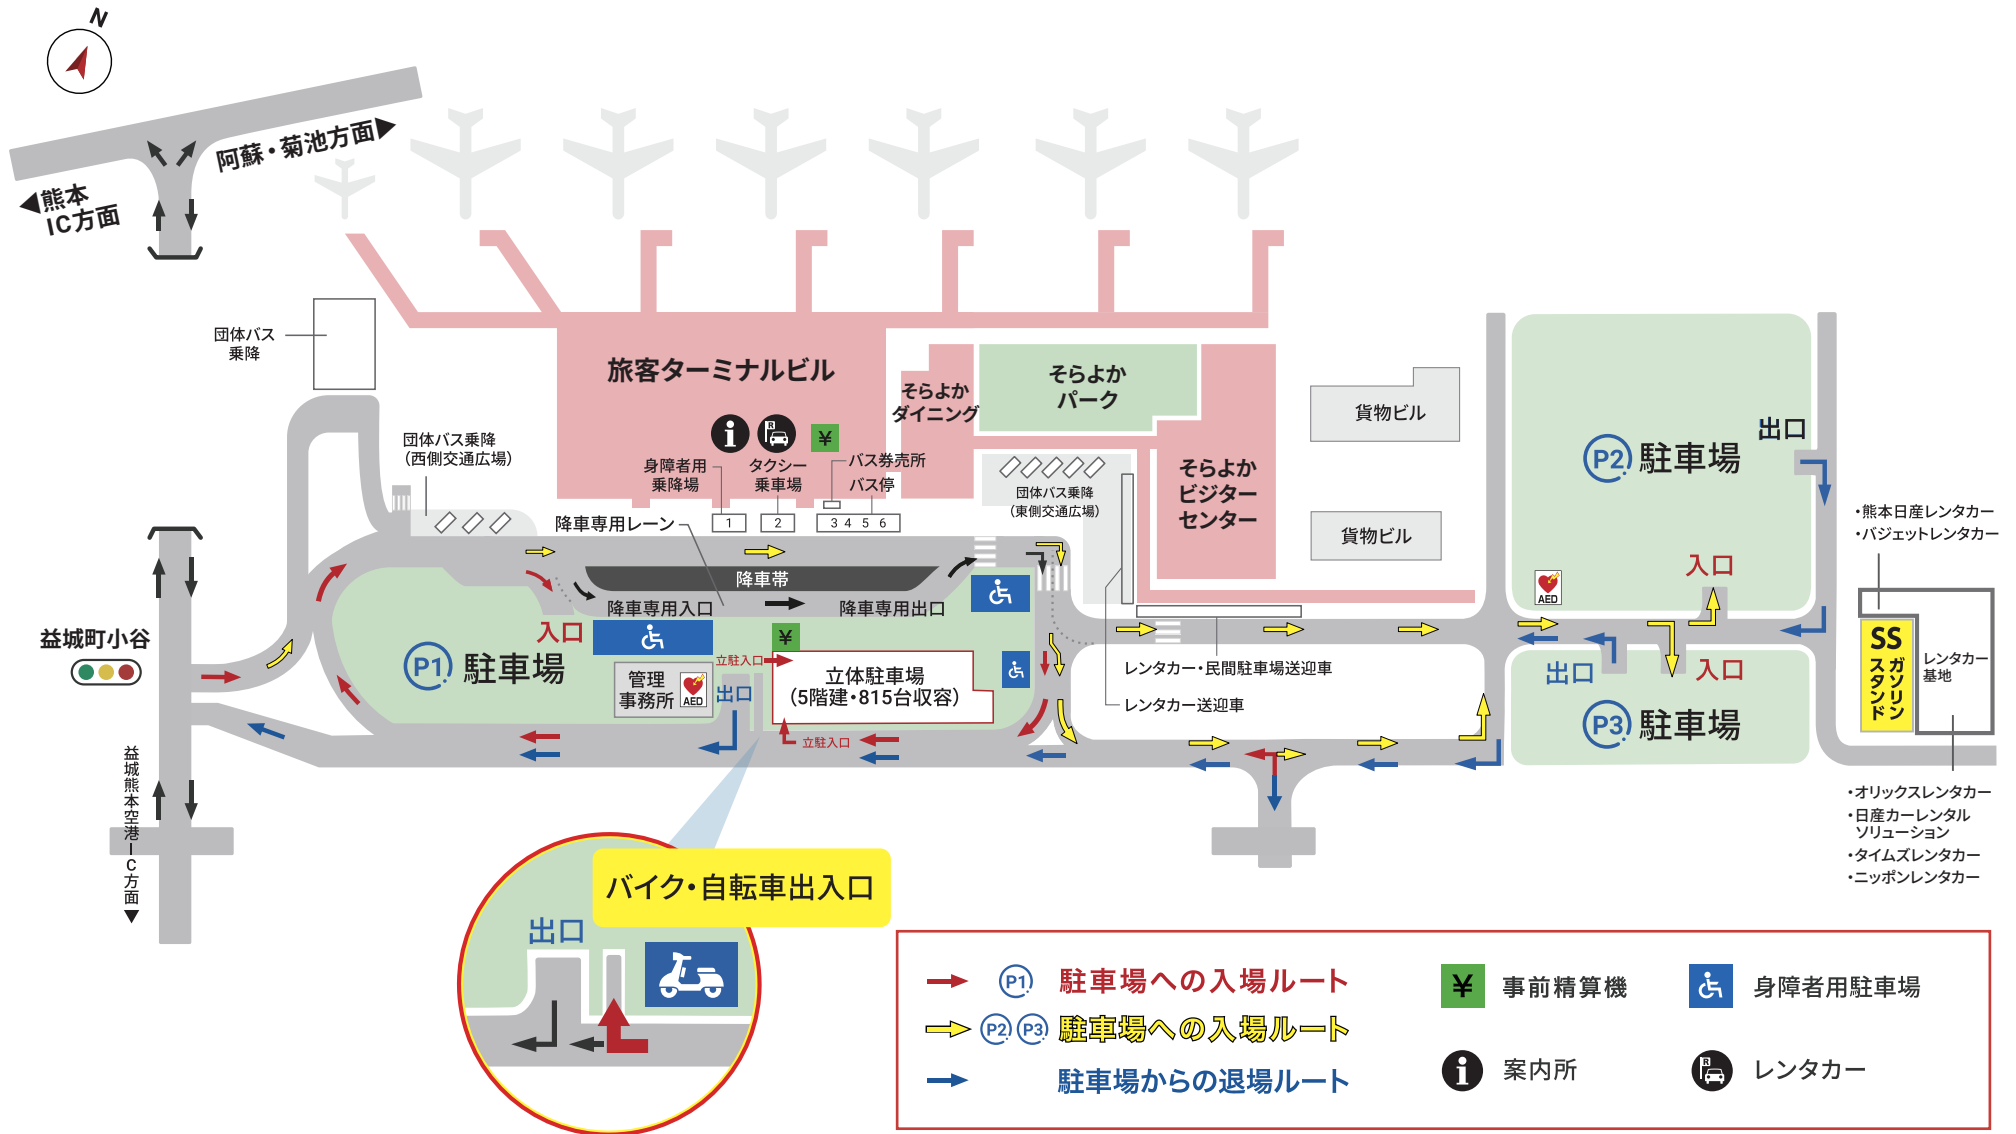 N
阿蘇・菊池方面▶
◀熊本
IC方面
団体バス
乗降
旅客ターミナルビル
そらよか
ダイニング
そらよか
パーク
そらよか
ビジター
センター
貨物ビル
貨物ビル
団体バス乗降
(西側交通広場)
¥
身障者用
乗降場
タクシー
乗車場
バス券売所
バス停
1
2
3 4 5 6
団体バス乗降
(東側交通広場)
降車専用レーン
降車帯
降車専用入口
降車専用出口
益城町小谷
P1 駐車場
入口
¥
管理
事務所
AED
立駐入口
出口
立体駐車場
(5階建・815台収容)
立駐入口
レンタカー・民間駐車場送迎車
レンタカー送迎車
P2 駐車場
出口
AED
入口
出口
入口
P3 駐車場
・熊本日産レンタカー
・バジェットレンタカー
SS
ガソリン
スタンド
レンタカー
基地
・オリックスレンタカー
・日産カーレンタル
ソリューション
・タイムズレンタカー
・ニッポンレンタカー
益城熊本空港IC方面▼
バイク・自転車出入口
出口
P1 駐車場への入場ルート
P2 P3 駐車場への入場ルート
駐車場からの退場ルート
¥ 事前精算機
身障者用駐車場
案内所
R レンタカー